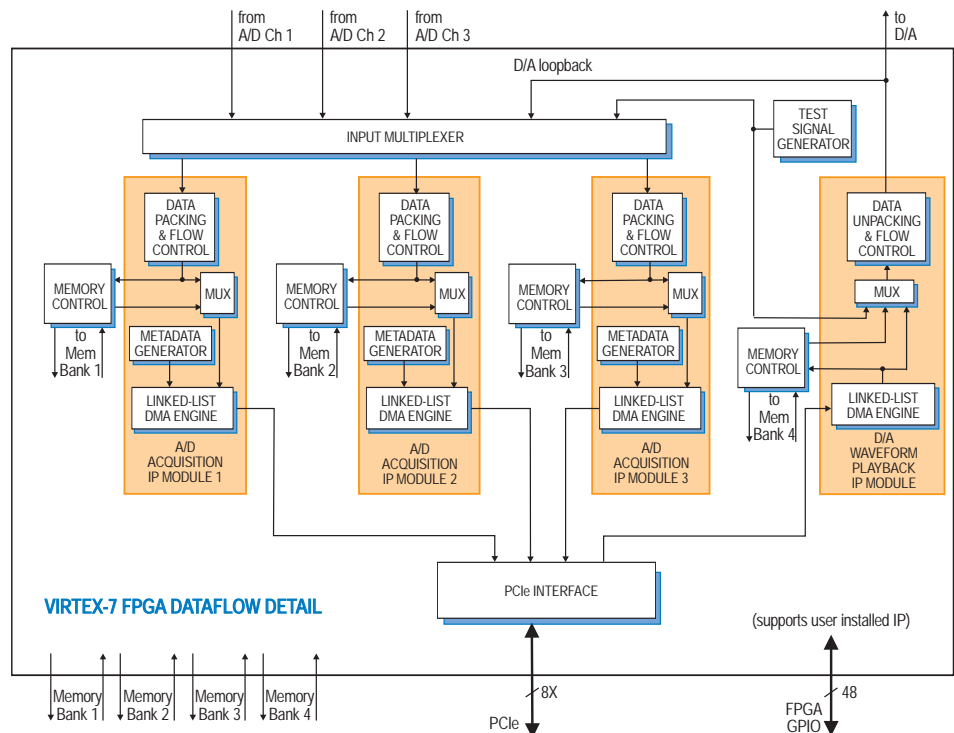 from
A/D Ch 1
from
A/D Ch 2
from
A/D Ch 3
to
D/A
D/A loopback
INPUT MULTIPLEXER
TEST
SIGNAL
GENERATOR
DATA
PACKING
& FLOW
CONTROL
MEMORY
CONTROL
MUX
to
Mem
Bank 1
METADATA
GENERATOR
LINKED-LIST
DMA ENGINE
A/D
ACQUISITION
IP MODULE 1
DATA
PACKING
& FLOW
CONTROL
MEMORY
CONTROL
MUX
to
Mem
Bank 2
METADATA
GENERATOR
LINKED-LIST
DMA ENGINE
A/D
ACQUISITION
IP MODULE 2
DATA
PACKING
& FLOW
CONTROL
MEMORY
CONTROL
MUX
to
Mem
Bank 3
METADATA
GENERATOR
LINKED-LIST
DMA ENGINE
A/D
ACQUISITION
IP MODULE 3
DATA
UNPACKING
& FLOW
CONTROL
MUX
MEMORY
CONTROL
to
Mem
Bank 4
LINKED-LIST
DMA ENGINE
D/A
WAVEFORM
PLAYBACK
IP MODULE
PCIe INTERFACE
VIRTEX-7 FPGA DATAFLOW DETAIL
(supports user installed IP)
Memory
Bank 1
Memory
Bank 2
Memory
Bank 3
Memory
Bank 4
8X
PCIe
48
FPGA
GPIO